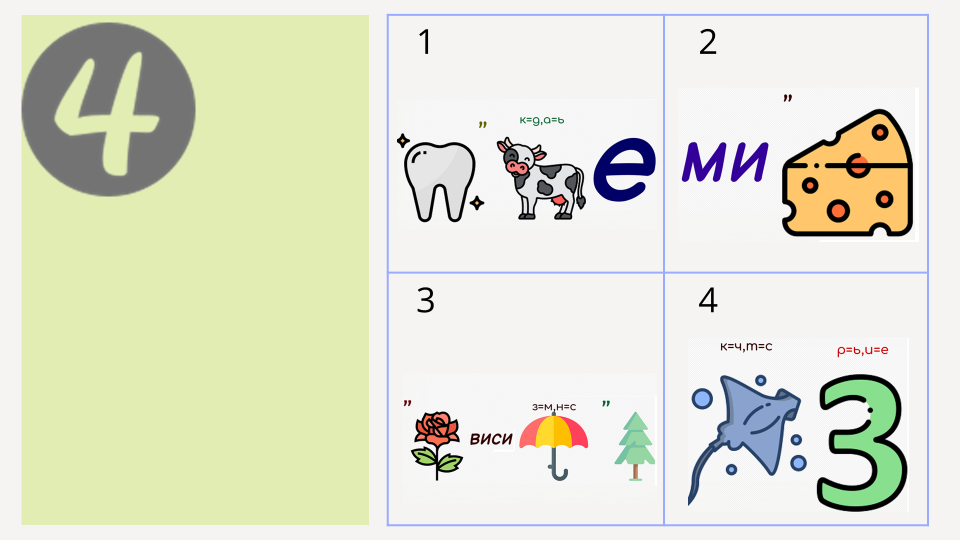 4
1
”
к=д,а=ь
е
2
”
ми
3
”
виси
з=м,н=с
”
4
к=ч,т=с
р=ь,и=е
3